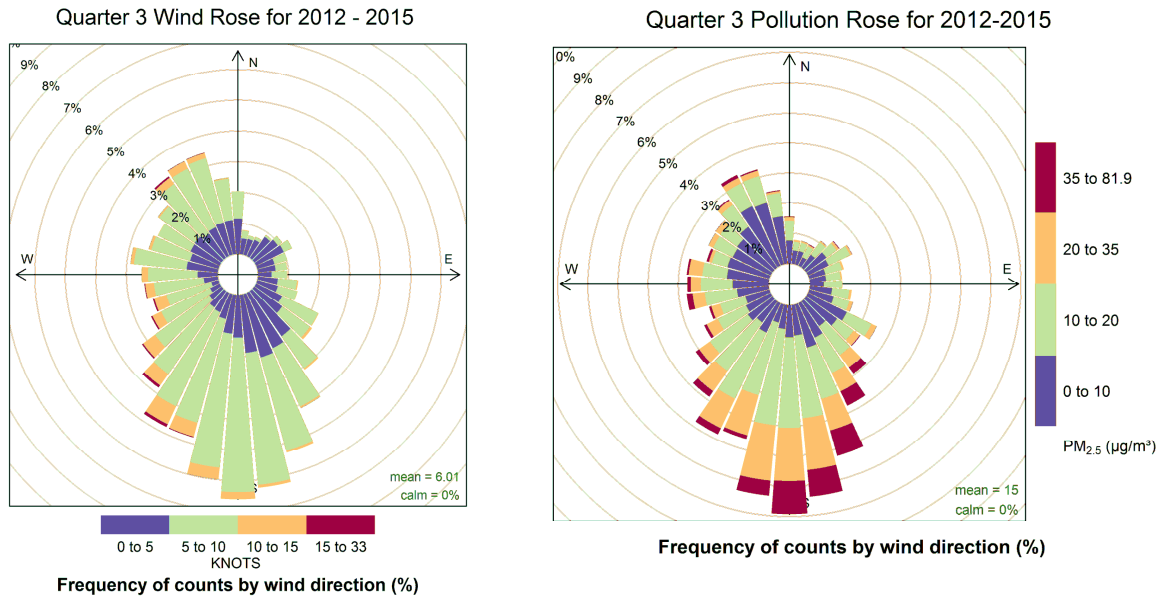 Quarter 3 Wind Rose for 2012 - 2015
%
9%
8%
7%
6%
5%
4%
3%
2%
1%
N
W
E
S
mean = 6.01
calm = 0%
0 to 5
5 to 10
10 to 15
15 to 33
KNOTS
Frequency of counts by wind direction (%)
Quarter 3 Pollution Rose for 2012-2015
0%
9%
8%
7%
6%
5%
4%
3%
2%
1%
N
W
E
S
mean = 15
calm = 0%
35 to 81.9
20 to 35
10 to 20
0 to 10
PM2.5 (µg/m³)
Frequency of counts by wind direction (%)